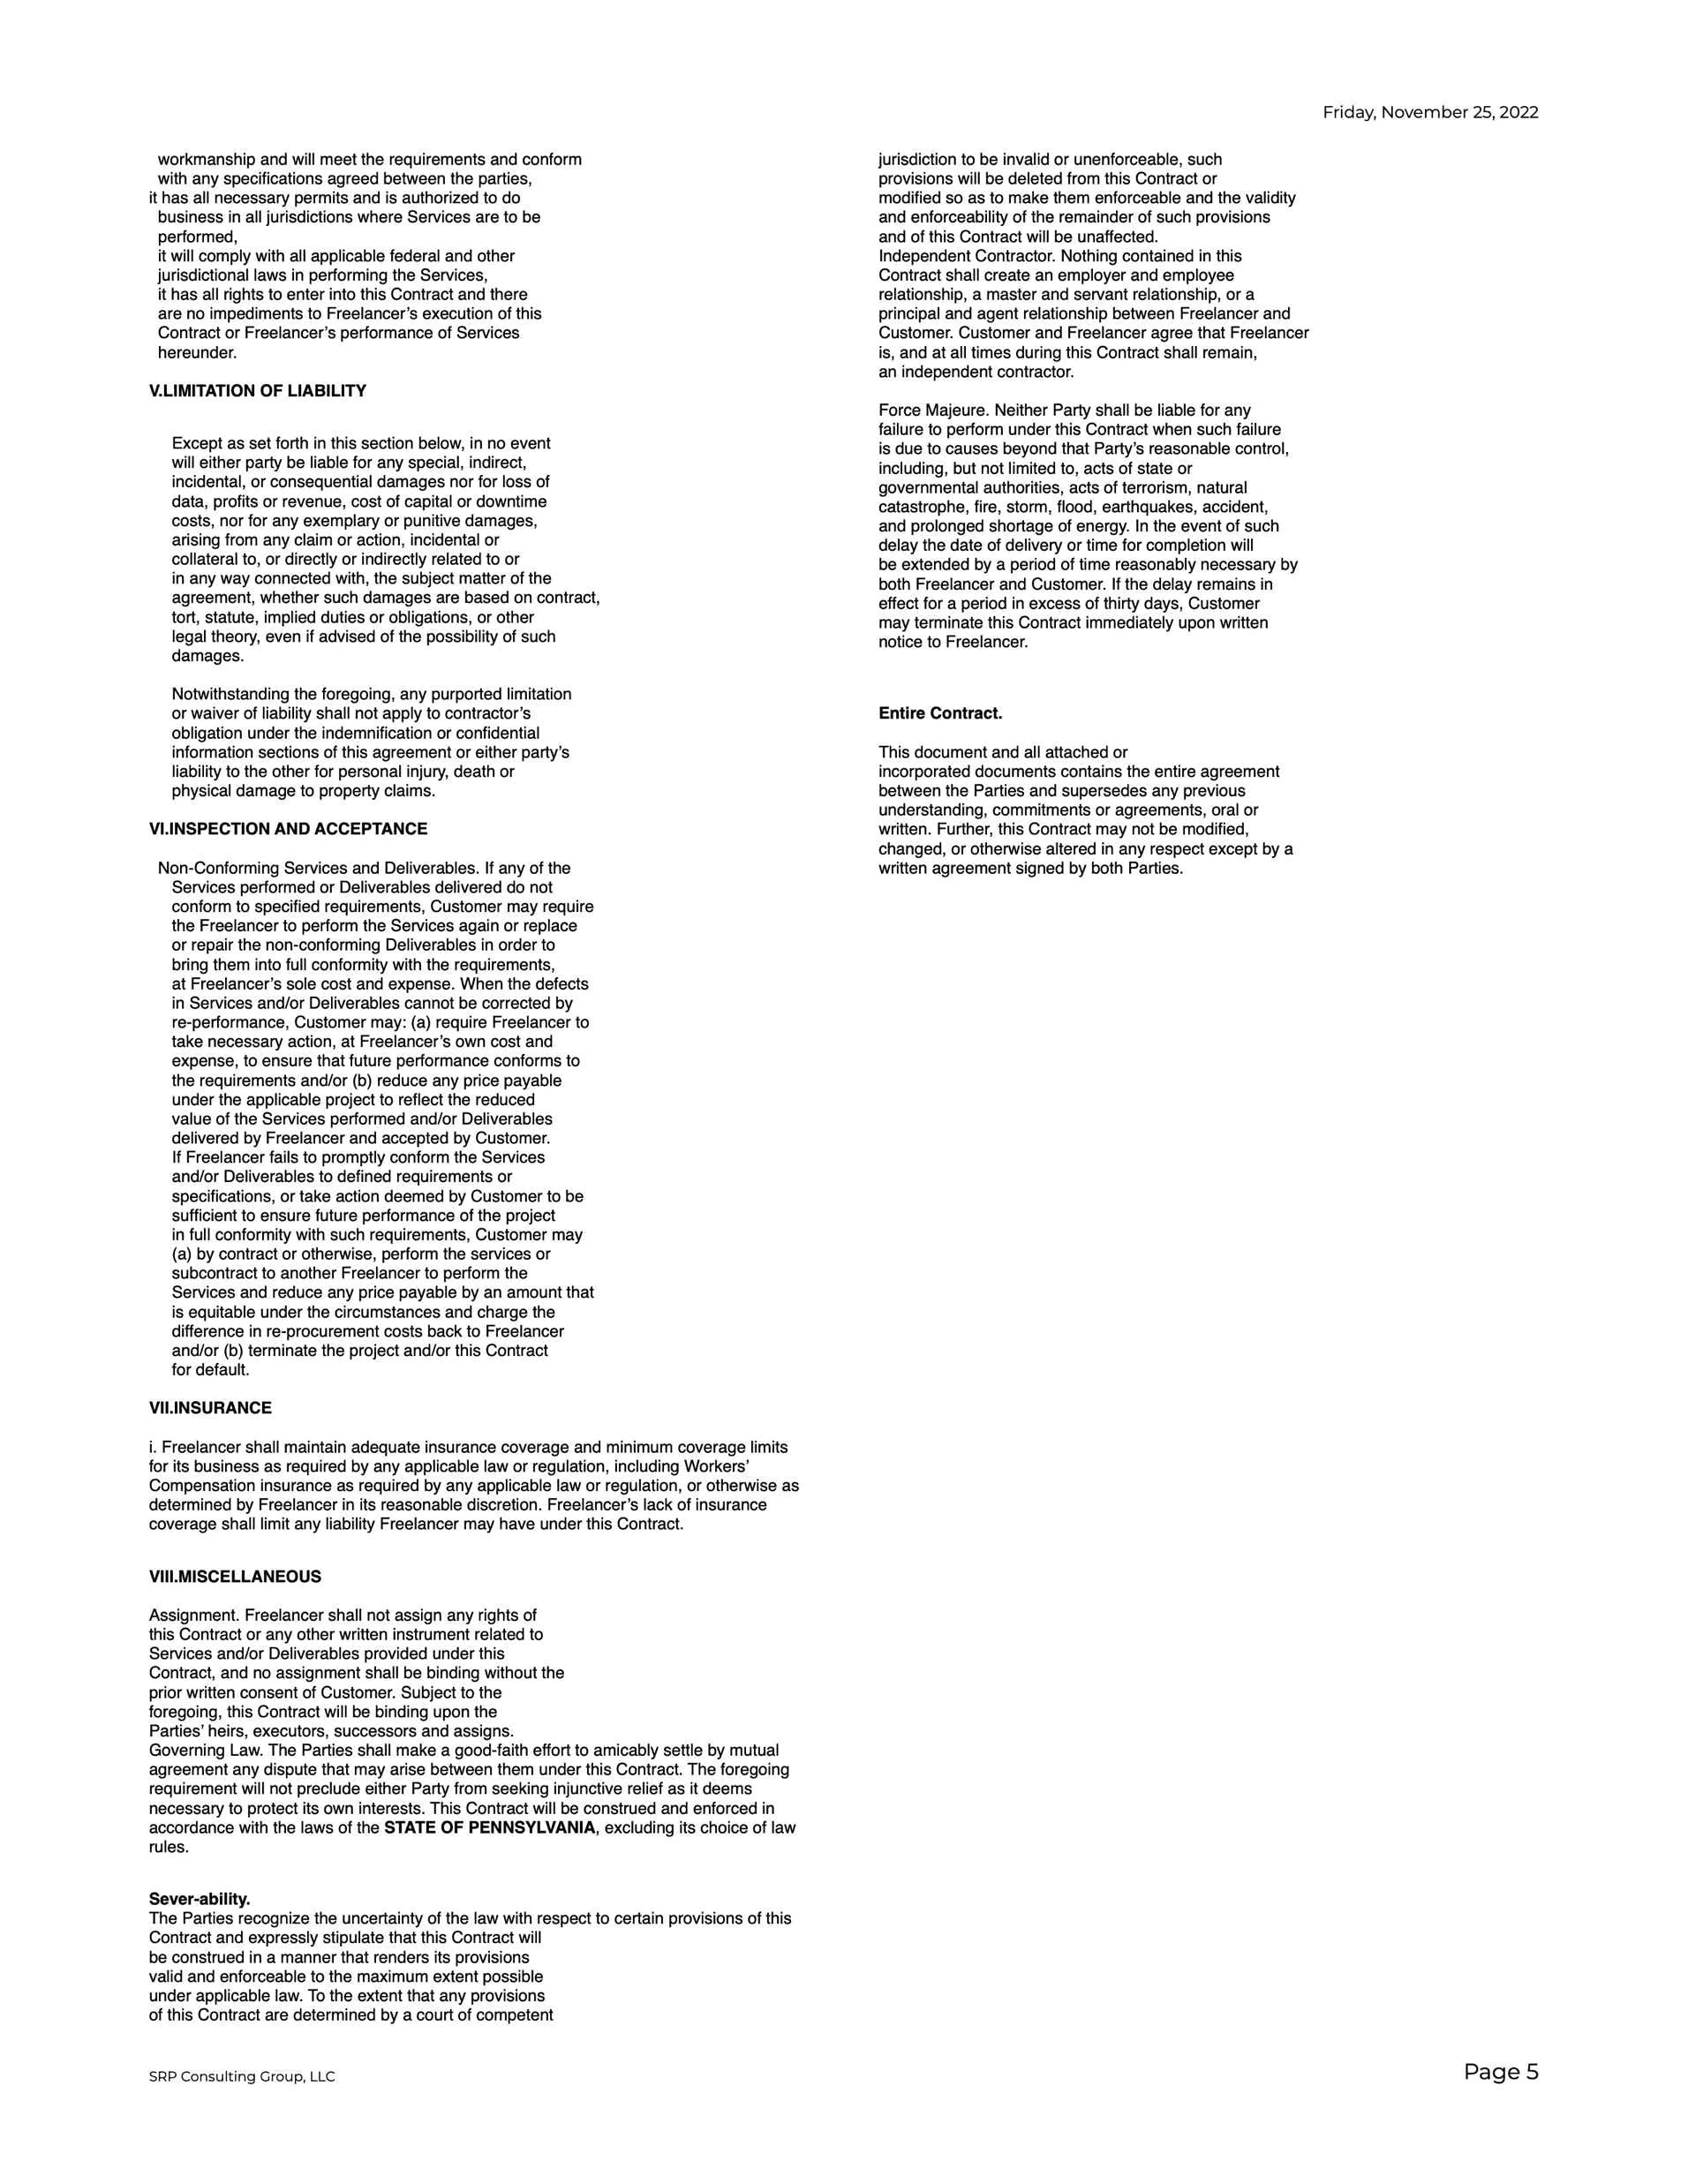 Friday, November 25, 2022
workmanship and will meet the requirements and conform
with any specifications agreed between the parties,
it has all necessary permits and is authorized to do
business in all jurisdictions where Services are to be
performed,
it will comply with all applicable federal and other
jurisdictional laws in performing the Services,
it has all rights to enter into this Contract and there
are no impediments to Freelancer’s execution of this
Contract or Freelancer’s performance of Services
hereunder.
V.LIMITATION OF LIABILITY
Except as set forth in this section below, in no event
will either party be liable for any special, indirect,
incidental, or consequential damages nor for loss of
data, profits or revenue, cost of capital or downtime
costs, nor for any exemplary or punitive damages,
arising from any claim or action, incidental or
collateral to, or directly or indirectly related to or
in any way connected with, the subject matter of the
agreement, whether such damages are based on contract,
tort, statute, implied duties or obligations, or other
legal theory, even if advised of the possibility of such
damages.
Notwithstanding the foregoing, any purported limitation
or waiver of liability shall not apply to contractor’s
obligation under the indemnification or confidential
information sections of this agreement or either party’s
liability to the other for personal injury, death or
physical damage to property claims.
VI.INSPECTION AND ACCEPTANCE
Non-Conforming Services and Deliverables. If any of the
Services performed or Deliverables delivered do not
conform to specified requirements, Customer may require
the Freelancer to perform the Services again or replace
or repair the non-conforming Deliverables in order to
bring them into full conformity with the requirements,
at Freelancer’s sole cost and expense. When the defects
in Services and/or Deliverables cannot be corrected by
re-performance, Customer may: (a) require Freelancer to
take necessary action, at Freelancer’s own cost and
expense, to ensure that future performance conforms to
the requirements and/or (b) reduce any price payable
under the applicable project to reflect the reduced
value of the Services performed and/or Deliverables
delivered by Freelancer and accepted by Customer.
If Freelancer fails to promptly conform the Services
and/or Deliverables to defined requirements or
specifications, or take action deemed by Customer to be
sufficient to ensure future performance of the project
in full conformity with such requirements, Customer may
(a) by contract or otherwise, perform the services or
subcontract to another Freelancer to perform the
Services and reduce any price payable by an amount that
is equitable under the circumstances and charge the
difference in re-procurement costs back to Freelancer
and/or (b) terminate the project and/or this Contract
for default.
VII.INSURANCE
i. Freelancer shall maintain adequate insurance coverage and minimum coverage limits
for its business as required by any applicable law or regulation, including Workers’
Compensation insurance as required by any applicable law or regulation, or otherwise as
determined by Freelancer in its reasonable discretion. Freelancer’s lack of insurance
coverage shall limit any liability Freelancer may have under this Contract.
VIII.MISCELLANEOUS
Assignment. Freelancer shall not assign any rights of
this Contract or any other written instrument related to
Services and/or Deliverables provided under this
Contract, and no assignment shall be binding without the
prior written consent of Customer. Subject to the
foregoing, this Contract will be binding upon the
Parties’ heirs, executors, successors and assigns.
Governing Law. The Parties shall make a good-faith effort to amicably settle by mutual
agreement any dispute that may arise between them under this Contract. The foregoing
requirement will not preclude either Party from seeking injunctive relief as it deems
necessary to protect its own interests. This Contract will be construed and enforced in
accordance with the laws of the STATE OF PENNSYLVANIA, excluding its choice of law
rules.
Sever-ability.
The Parties recognize the uncertainty of the law with respect to certain provisions of this
Contract and expressly stipulate that this Contract will
be construed in a manner that renders its provisions
valid and enforceable to the maximum extent possible
under applicable law. To the extent that any provisions
of this Contract are determined by a court of competent
jurisdiction to be invalid or unenforceable, such
provisions will be deleted from this Contract or
modified so as to make them enforceable and the validity
and enforceability of the remainder of such provisions
and of this Contract will be unaffected.
Independent Contractor. Nothing contained in this
Contract shall create an employer and employee
relationship, a master and servant relationship, or a
principal and agent relationship between Freelancer and
Customer. Customer and Freelancer agree that Freelancer
is, and at all times during this Contract shall remain,
an independent contractor.
Force Majeure. Neither Party shall be liable for any
failure to perform under this Contract when such failure
is due to causes beyond that Party’s reasonable control,
including, but not limited to, acts of state or
governmental authorities, acts of terrorism, natural
catastrophe, fire, storm, flood, earthquakes, accident,
and prolonged shortage of energy. In the event of such
delay the date of delivery or time for completion will
be extended by a period of time reasonably necessary by
both Freelancer and Customer. If the delay remains in
effect for a period in excess of thirty days, Customer
may terminate this Contract immediately upon written
notice to Freelancer.
Entire Contract.
This document and all attached or
incorporated documents contains the entire agreement
between the Parties and supersedes any previous
understanding, commitments or agreements, oral or
written. Further, this Contract may not be modified,
changed, or otherwise altered in any respect except by a
written agreement signed by both Parties.
SRP Consulting Group, LLC
Page 5